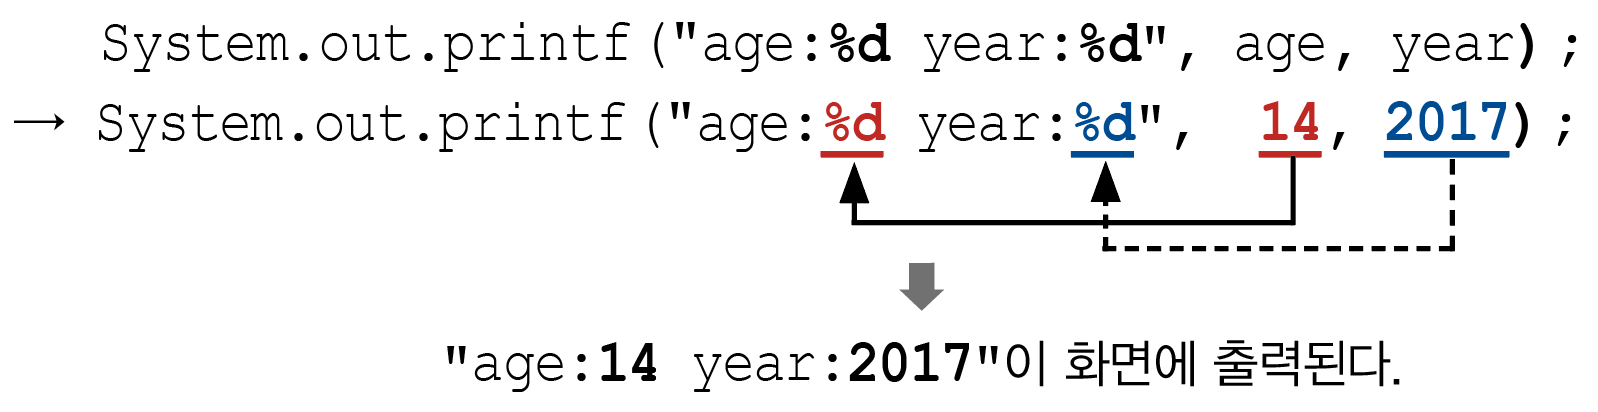 System.out.printf("age:%d year:%d", age, year);
→ System.out.printf("age:%d year:%d", 14, 2017);
"age:14 year:2017"이 화면에 출력된다.